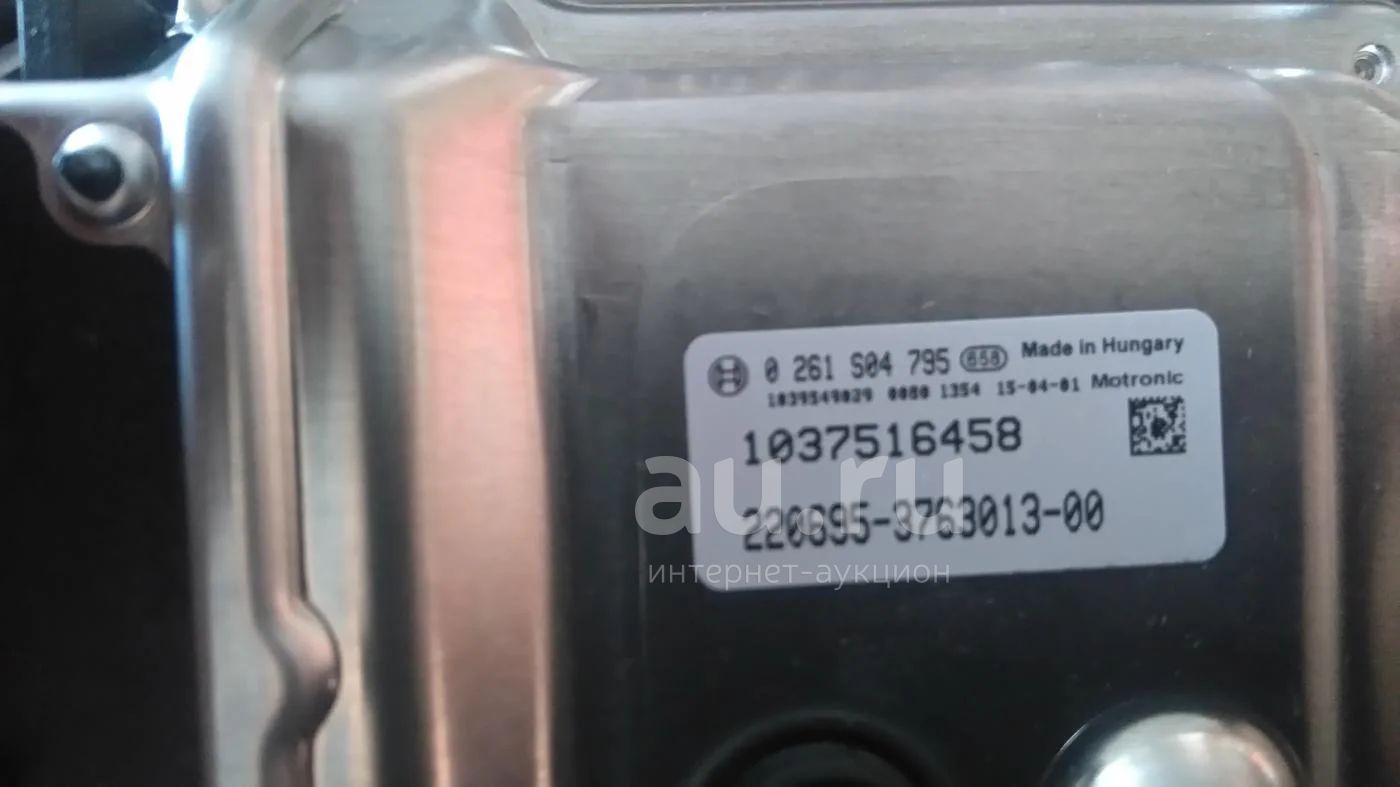 0 261 S04 795 658 Made in Hungary
1039S49029 0080 1354 15-04-01 Motronic
1037516458
au.ru
220695-3763013-00
интернет-аукцион